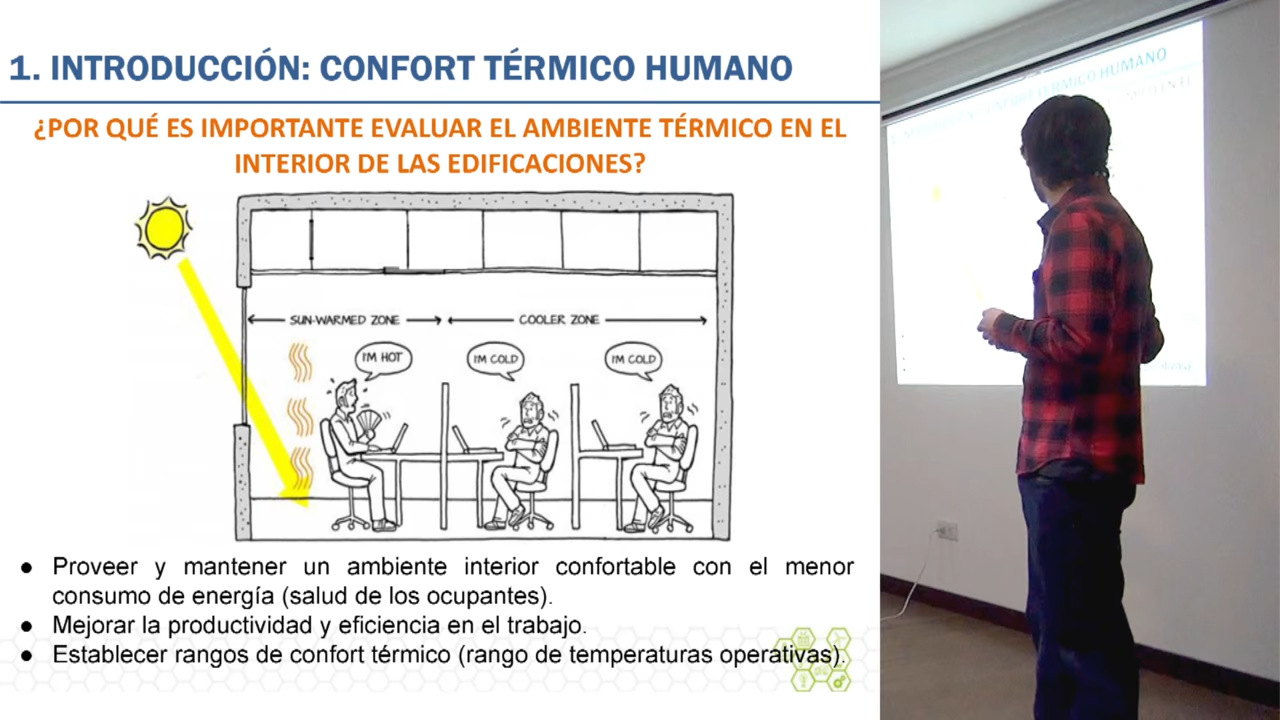 1. INTRODUCCIÓN: CONFORT TÉRMICO HUMANO
¿POR QUÉ ES IMPORTANTE EVALUAR EL AMBIENTE TÉRMICO EN EL
INTERIOR DE LAS EDIFICACIONES?
SUN-WARMED ZONE
COOLER ZONE
I'M HOT
I'M COLD
I'M COLD
● Proveer y mantener un ambiente interior confortable con el menor
consumo de energía (salud de los ocupantes).
● Mejorar la productividad y eficiencia en el trabajo.
● Establecer rangos de confort térmico (rango de temperaturas operativas).
HUMANO